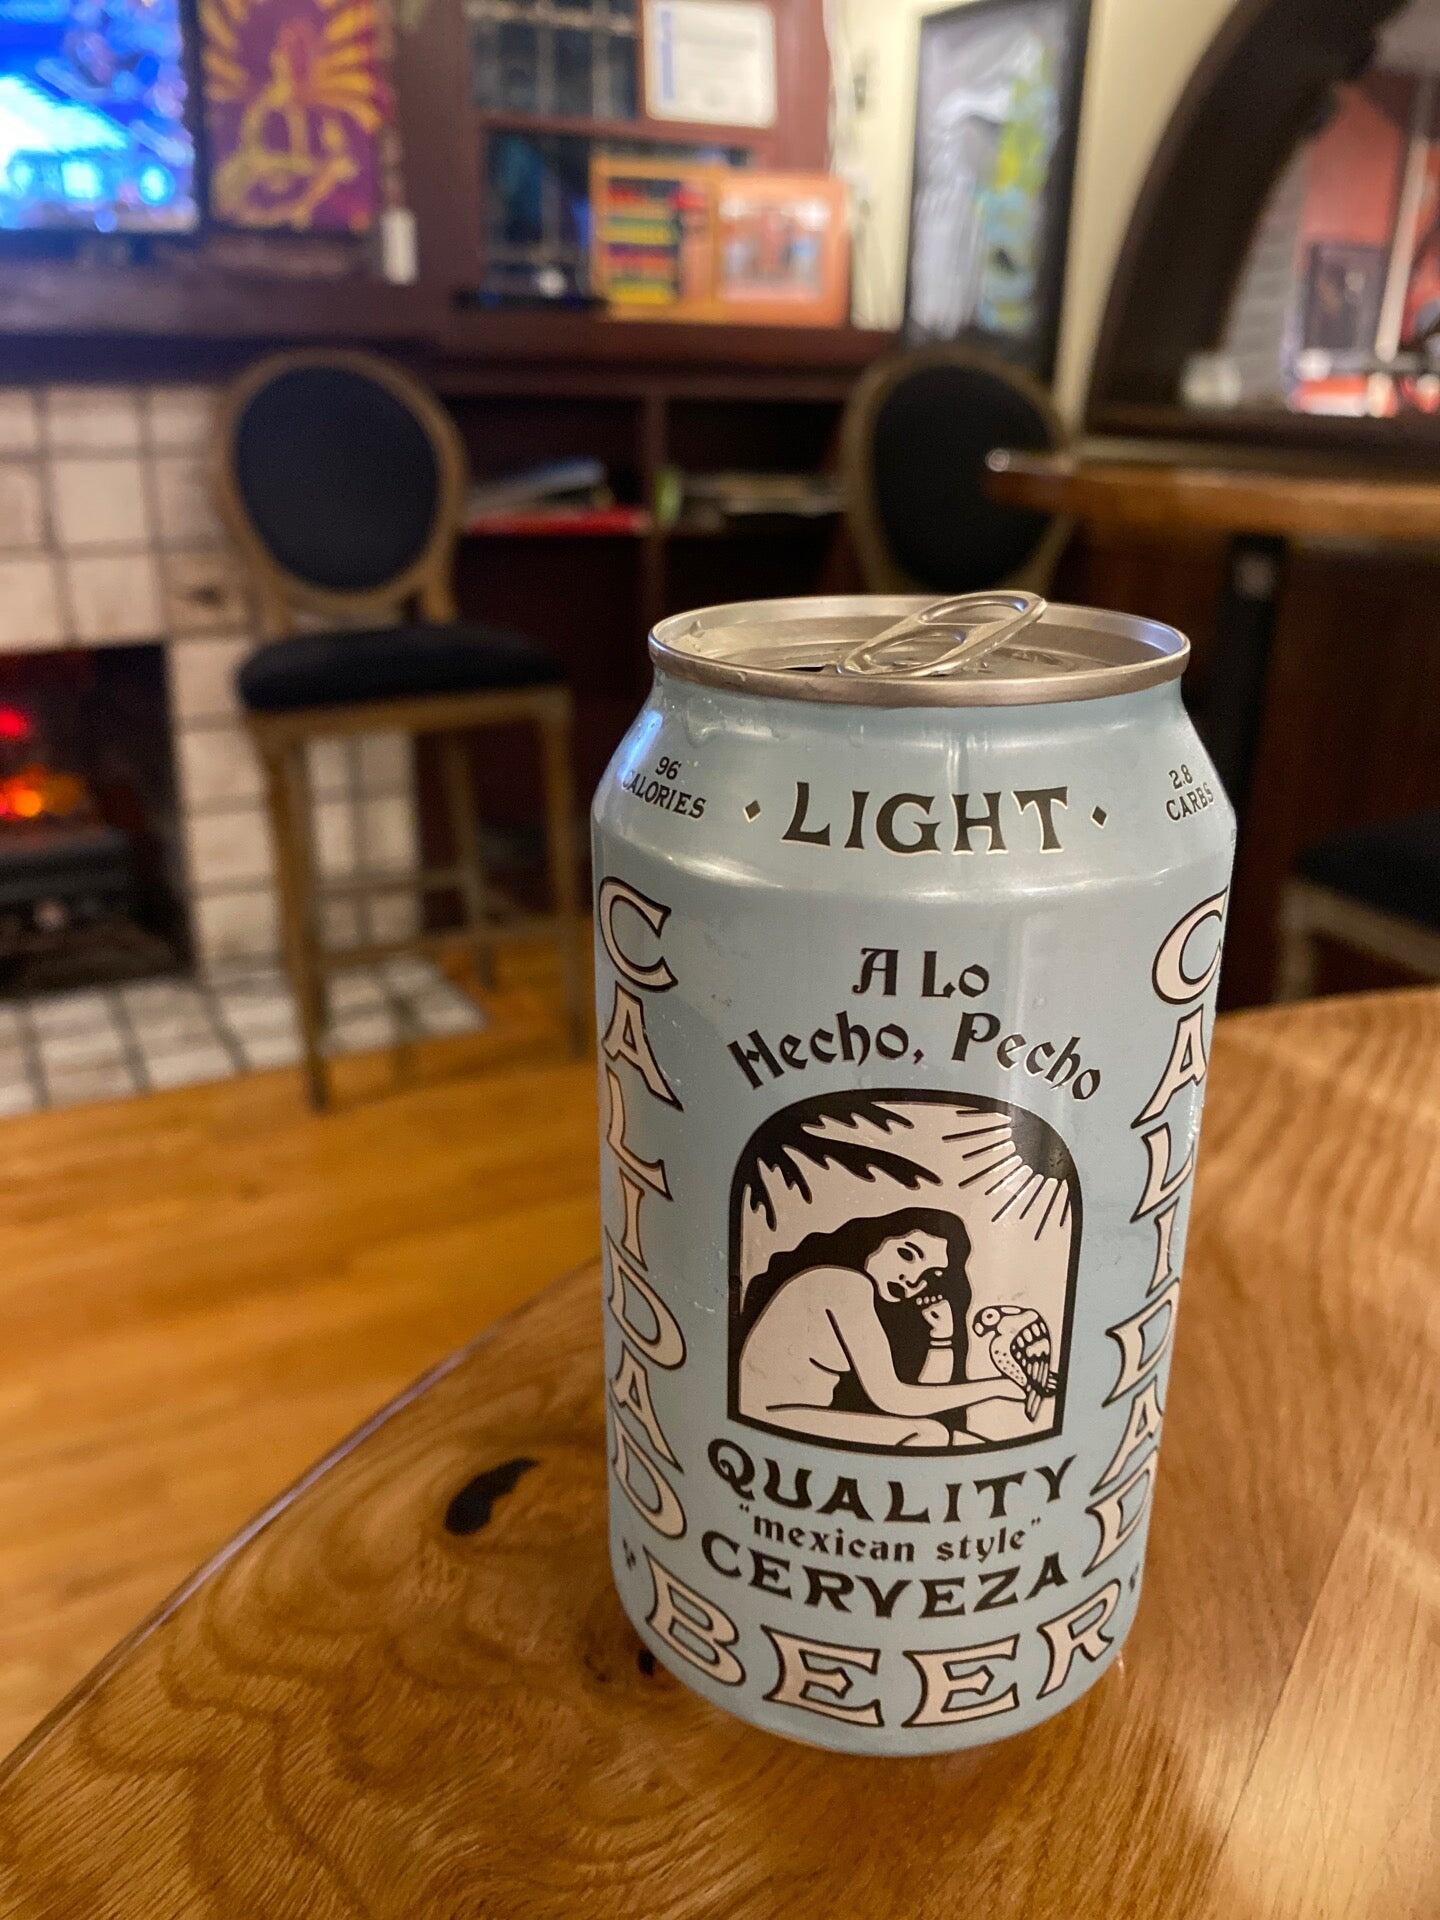 96
CALORIES
LIGHT
2.8
CARBS
A Lo
Hecho, Pecho
CALIDAD
CALIDAD
QUALITY
"mexican style"
CERVEZA
"BEER"